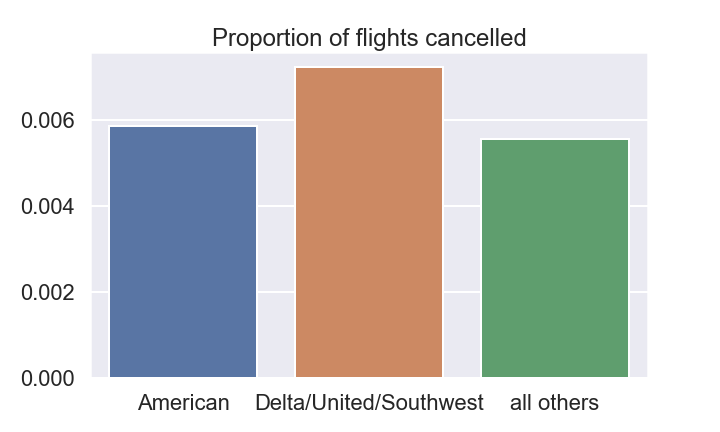 Proportion of flights cancelled
0.006
0.004
0.002
0.000
American Delta/United/Southwest all others